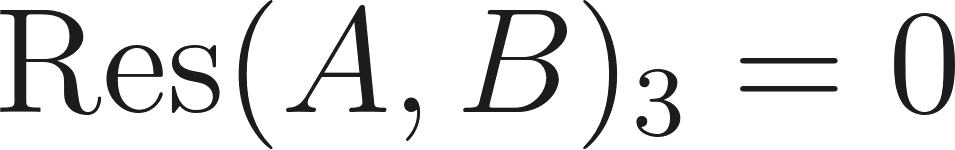 Res(A, B)₃ = 0